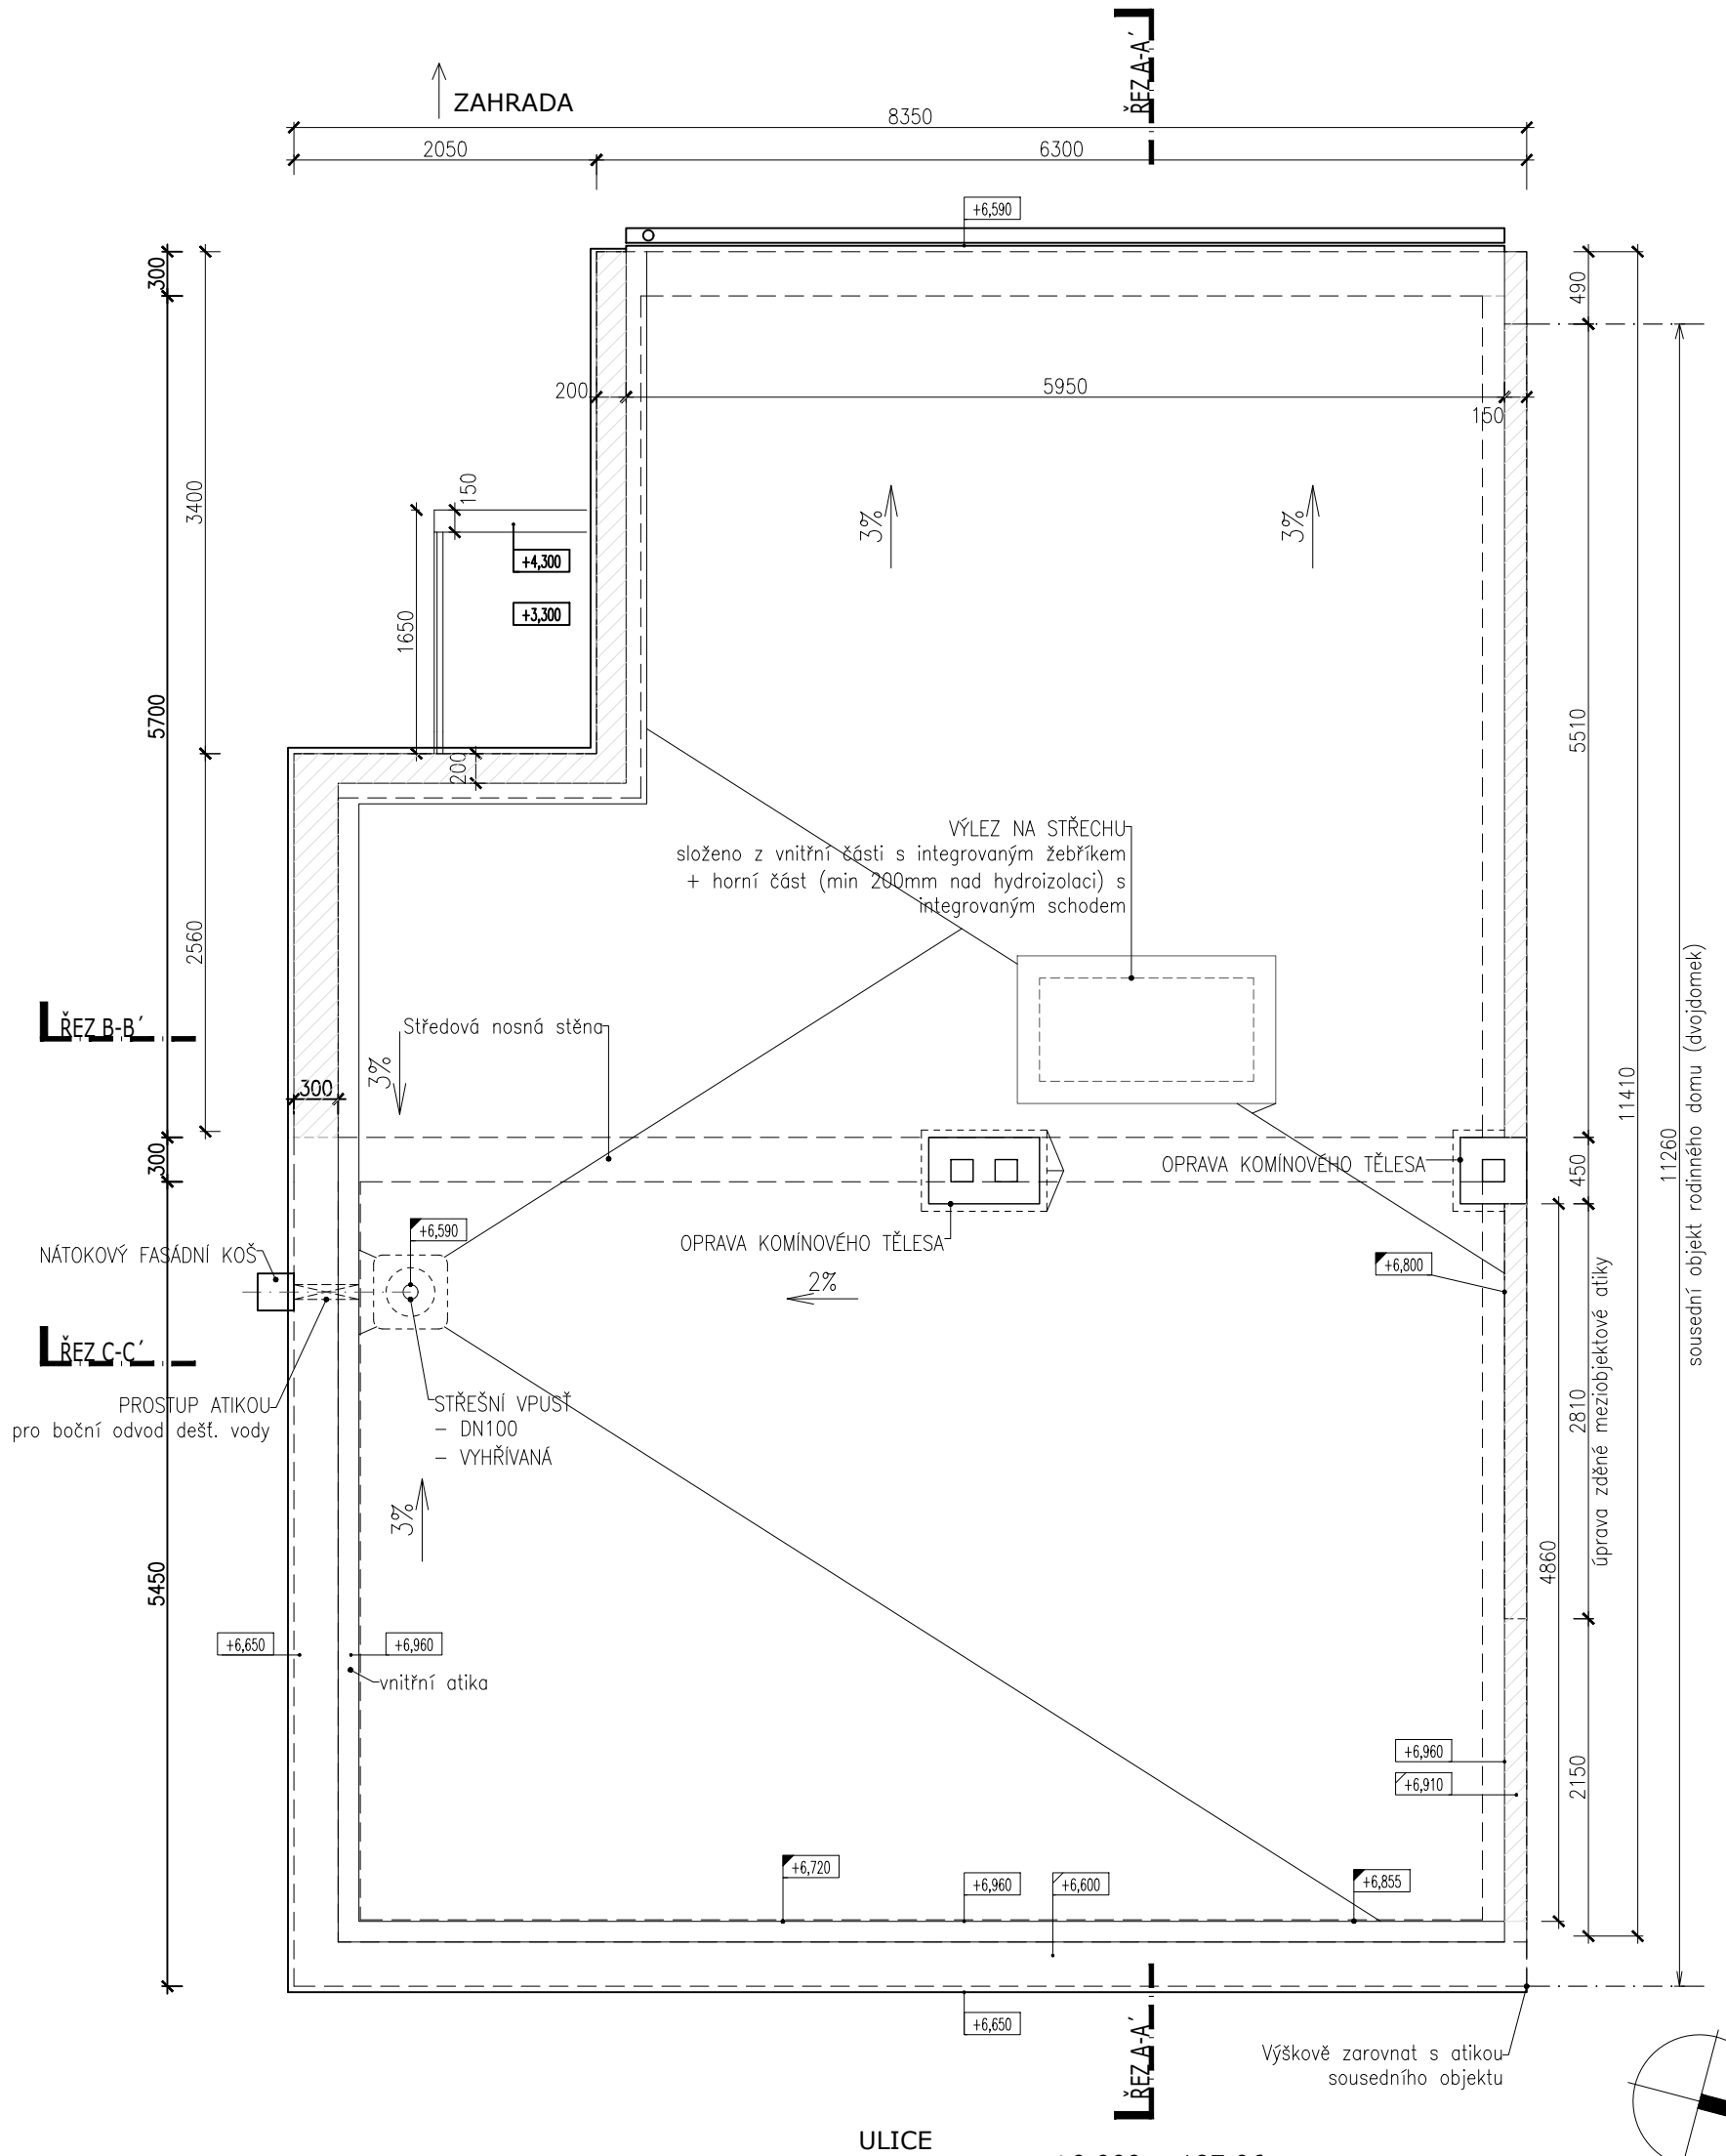 ŘEZ A-A´
ZAHRADA
8350
2050
6300
+6,590
300
490
200
5950
150
3400
150
3%
3%
+4,300
+3,300
1650
5700
5510
200
VÝLEZ NA STŘECHU
složeno z vnitřní části s integrovaným žebříkem
+ horní část (min 200mm nad hydroizolaci) s
integrovaným schodem
2560
sousední objekt rodinného domu (dvojdomek)
ŘEZ B-B´
Středová nosná stěna
3%
300
11410
11260
300
450
OPRAVA KOMÍNOVÉHO TĚLESA
OPRAVA KOMÍNOVÉHO TĚLESA
+6,590
NÁTOKOVÝ FASÁDNÍ KOŠ
2%
+6,800
ŘEZ C-C´
PROSTUP ATIKOU
pro boční odvod dešť. vody
STŘEŠNÍ VPUSŤ
– DN100
– VYHŘÍVANÁ
2810
úprava zděné meziobjektové atiky
3%
4860
5450
+6,650
+6,960
vnitřní atika
+6,960
+6,910
2150
+6,720
+6,960
+6,600
+6,855
+6,650
ŘEZ A-A´
Výškově zarovnat s atikou
sousedního objektu
ULICE